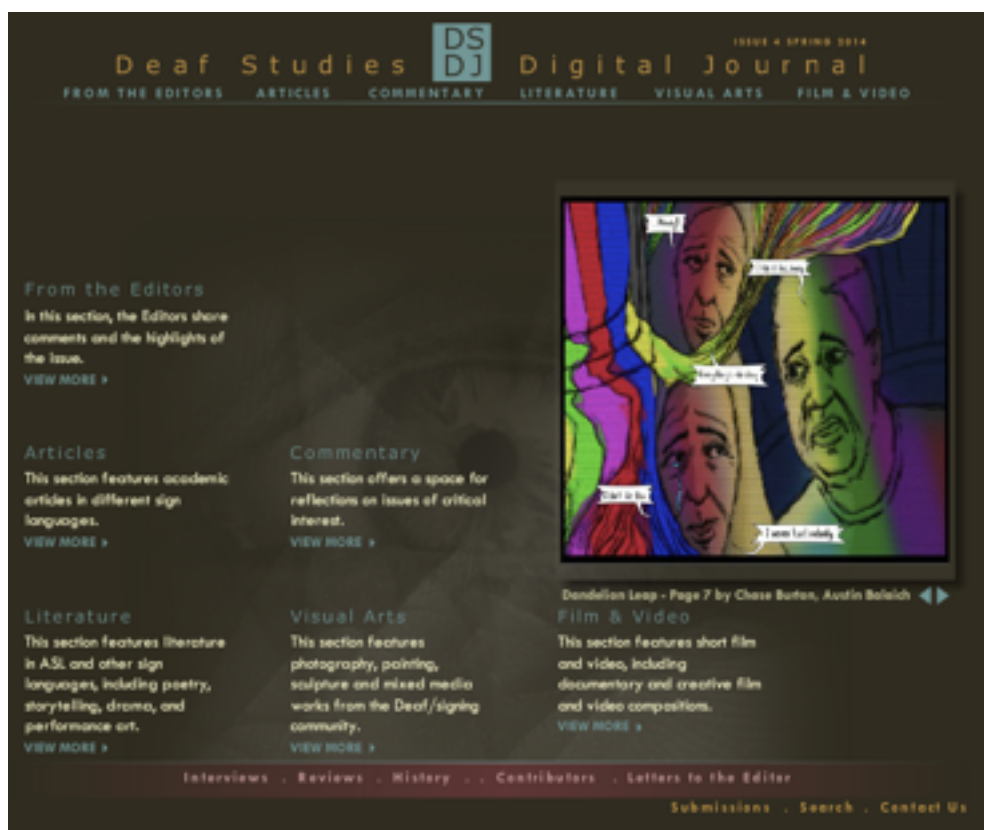 ISSUE 4 SPRING 2014
Deaf Studies DSDJ Digital Journal
FROM THE EDITORS ARTICLES COMMENTARY LITERATURE VISUAL ARTS FILM & VIDEO
From the Editors
In this section, the Editors share
comments and the highlights of
the issue.
VIEW MORE
Articles
This section features academic
articles in different sign
languages.
VIEW MORE
Commentary
This section offers a space for
reflections on issues of critical
interest.
VIEW MORE
Dandelion Leap - Page 7 by Chase Burton, Austin Balaich
Literature
This section features literature
in ASL and other sign
languages, including poetry,
storytelling, drama, and
performance art.
VIEW MORE
Visual Arts
This section features
photography, painting,
sculpture and mixed media
works from the Deaf/signing
community.
VIEW MORE
Film & Video
This section features short film
and video, including
documentary and creative film
and video compositions.
VIEW MORE
Interviews . Reviews . History . . Contributors . Letters to the Editor
Submissions . Search . Contact Us